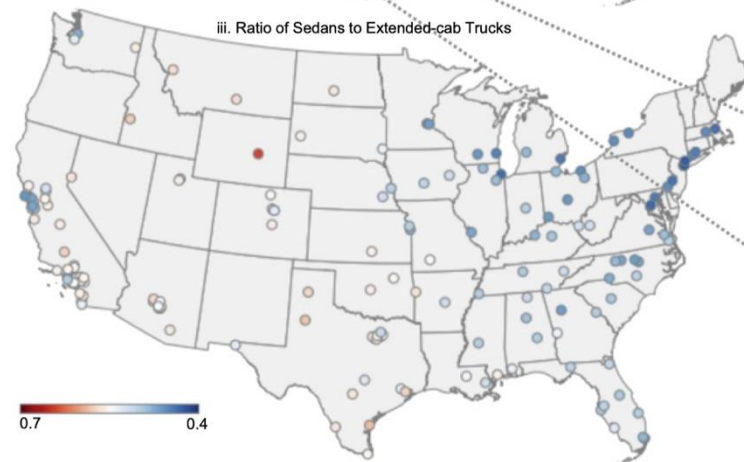 iii. Ratio of Sedans to Extended-cab Trucks
0.7 0.4